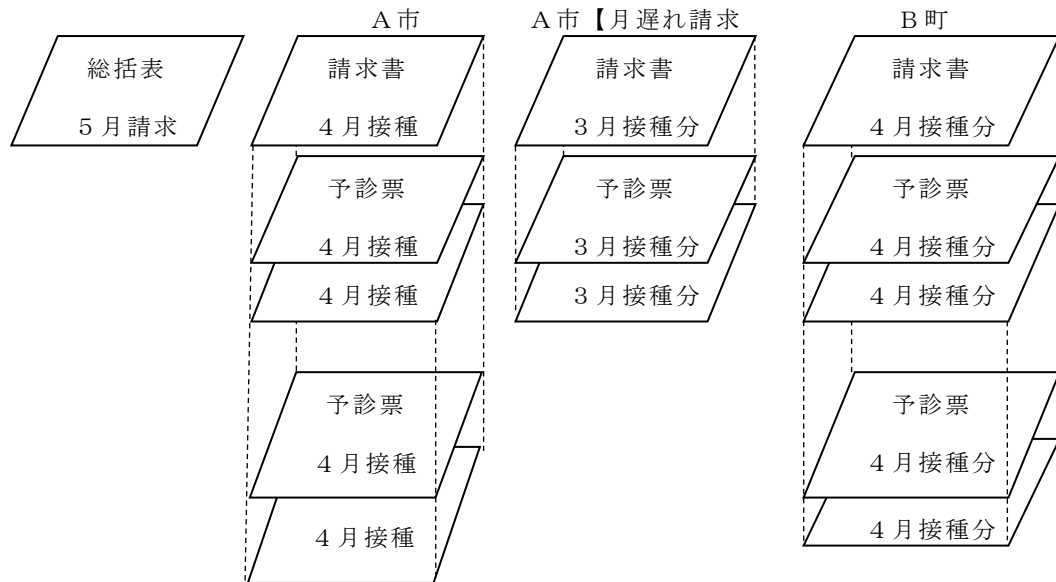 総括表
５月請求
Ａ市
請求書
４月接種
予診票
４月接種
４月接種
予診票
４月接種
４月接種
Ａ市【月遅れ請求
請求書
３月接種分
予診票
３月接種分
３月接種分
Ｂ町
請求書
４月接種分
予診票
４月接種分
４月接種分
予診票
４月接種分
４月接種分